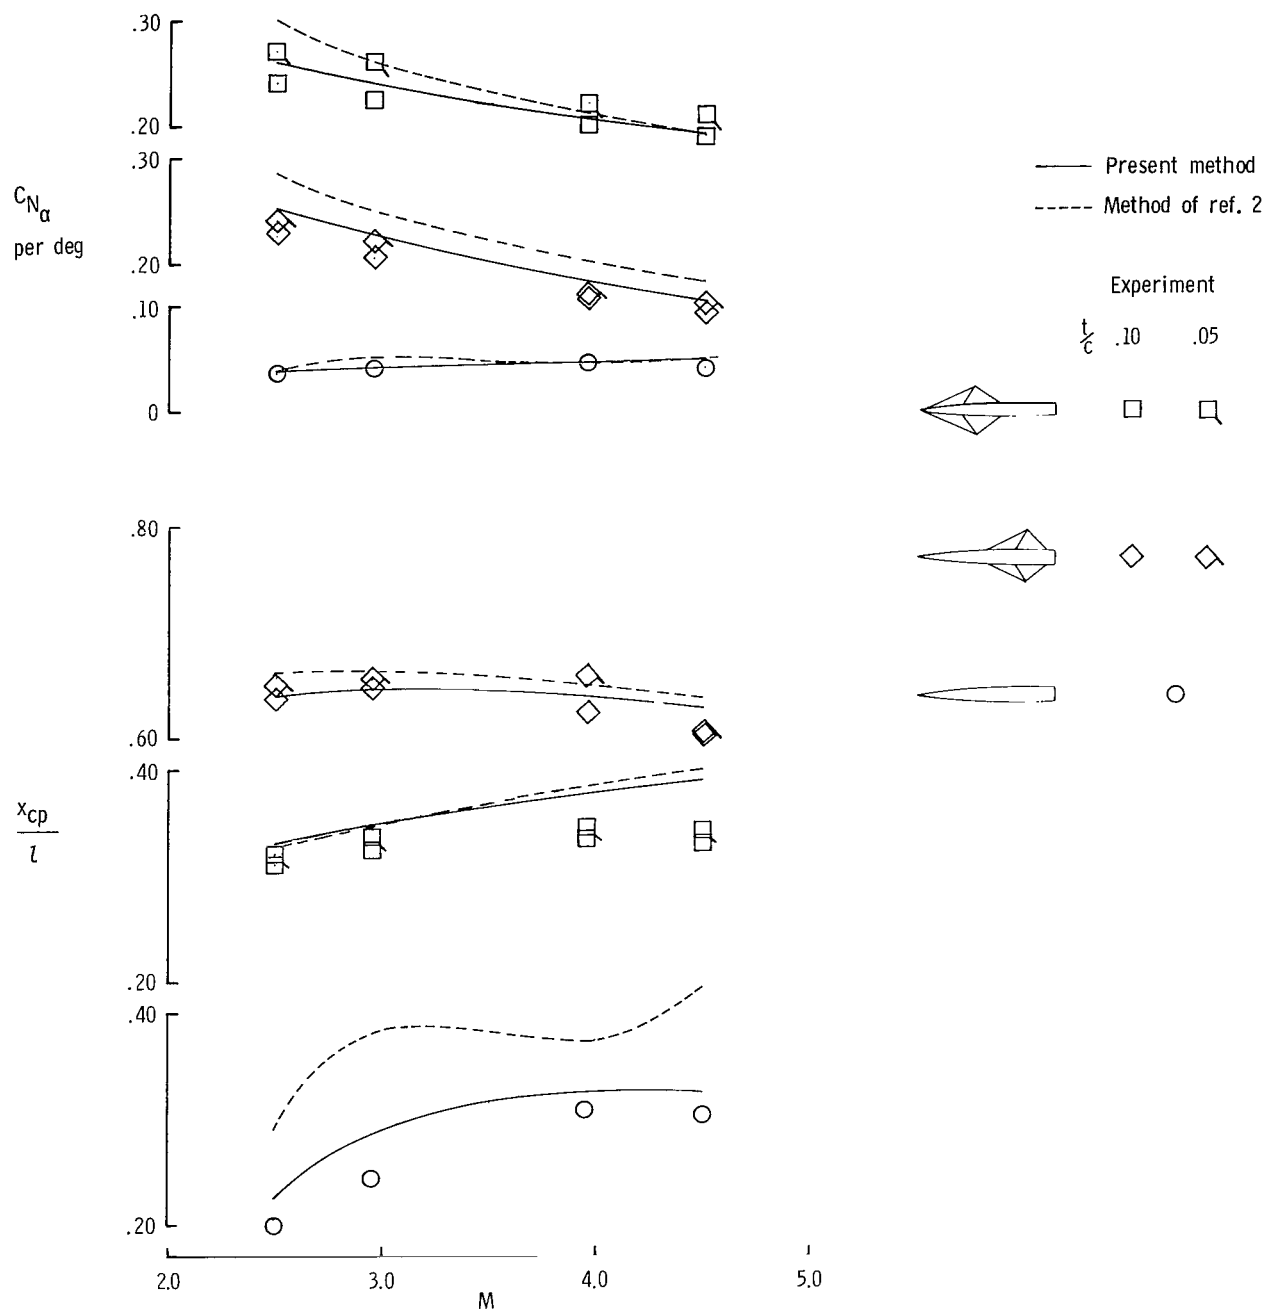 .30
.20
.30
C_Nα
per deg
.20
.10
0
Present method
Method of ref. 2
Experiment
t/c .10 .05
.80
.60
.40
x_cp
l
.20
.40
.20
2.0 3.0 4.0 5.0
M